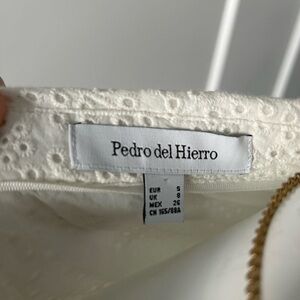 Pedro del Hierro
EUR S
UK 8
MEX 26
CN 165/88A